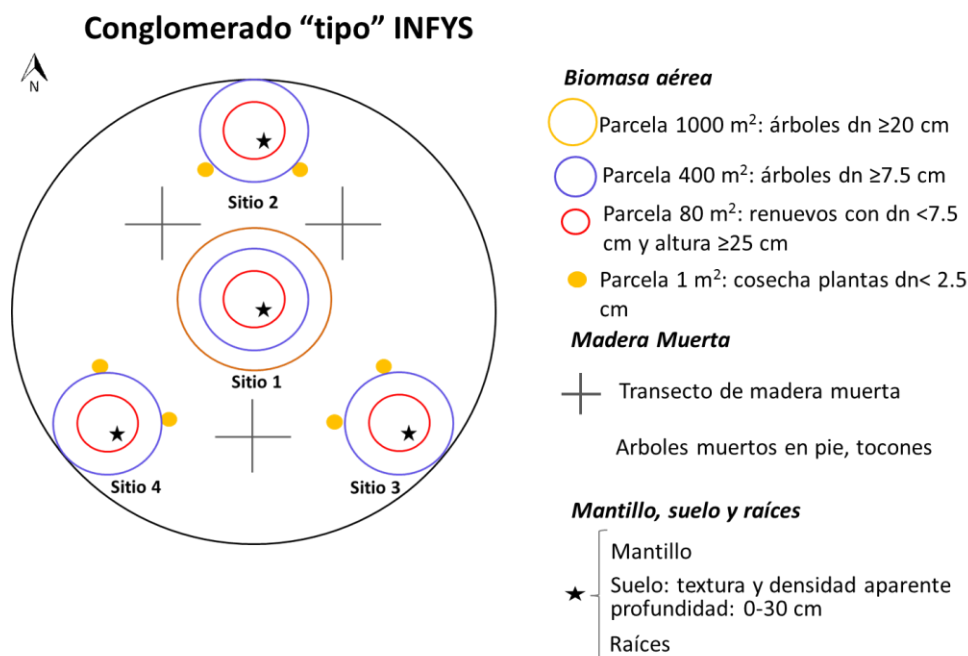 Conglomerado “tipo” INFYS
N
Sitio 2
Sitio 1
Sitio 4
Sitio 3
Biomasa aérea
Parcela 1000 m²: árboles dn ≥20 cm
Parcela 400 m²: árboles dn ≥7.5 cm
Parcela 80 m²: renuevos con dn <7.5
cm y altura ≥25 cm
Parcela 1 m²: cosecha plantas dn< 2.5
cm
Madera Muerta
Transecto de madera muerta
Arboles muertos en pie, tocones
Mantillo, suelo y raíces
Mantillo
Suelo: textura y densidad aparente
profundidad: 0-30 cm
Raíces